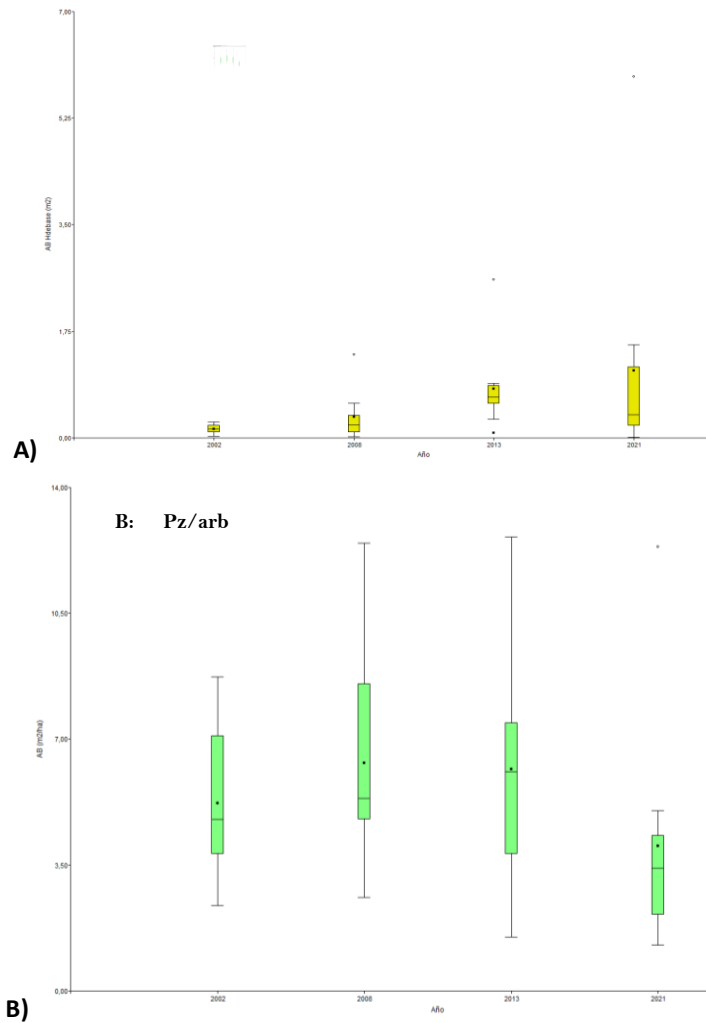 7,00
5,25
AB Hdebase (m2)
3,50
1,75
0,00
2002 2008 2013 2021
Año
A)
14,00
B: Pz/arb
10,50
AB (m2/ha)
7,00
3,50
0,00
2002 2008 2013 2021
Año
B)